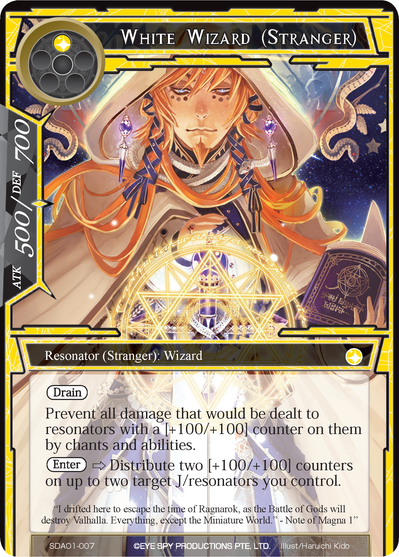 White Wizard (Stranger)
ATK 500/DEF 700
Resonator (Stranger): Wizard
Drain
Prevent all damage that would be dealt to
resonators with a [+100/+100] counter on them
by chants and abilities.
Enter ⇨ Distribute two [+100/+100] counters
on up to two target J/resonators you control.
"I drifted here to escape the time of Ragnarok, as the Battle of Gods will
destroy Valhalla. Everything, except the Miniature World." - Note of Magna 1"
SDA01-007 ©EYE SPY PRODUCTIONS PTE. LTD. Illust/Haruichi Kido